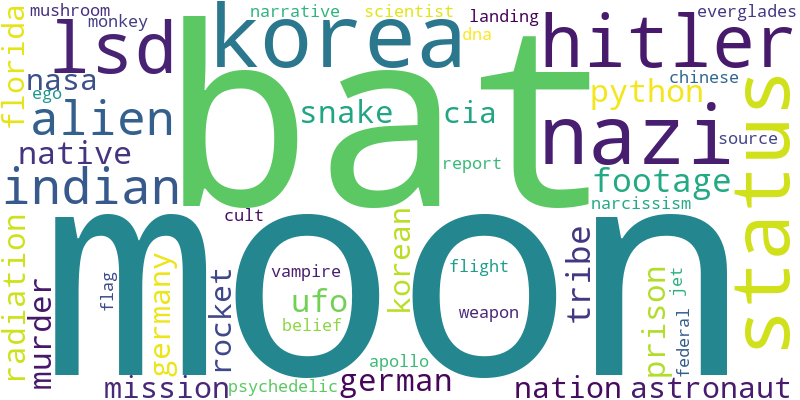 mushroom
narrative
scientist
landing
everglades
monkey
lsd
korea
dna
hitler
florida
nasa
bat
chinese
ego
python
alien
snake
cia
nazi
status
source
native
report
indian
footage
narcissism
cult
moon
korean
tribe
radiation
murder
flag
germany
rocket
vampire
flight
ufo
weapon
belief
prison
jet
federal
apollo
mission
psychedelic
german
nation
astronaut